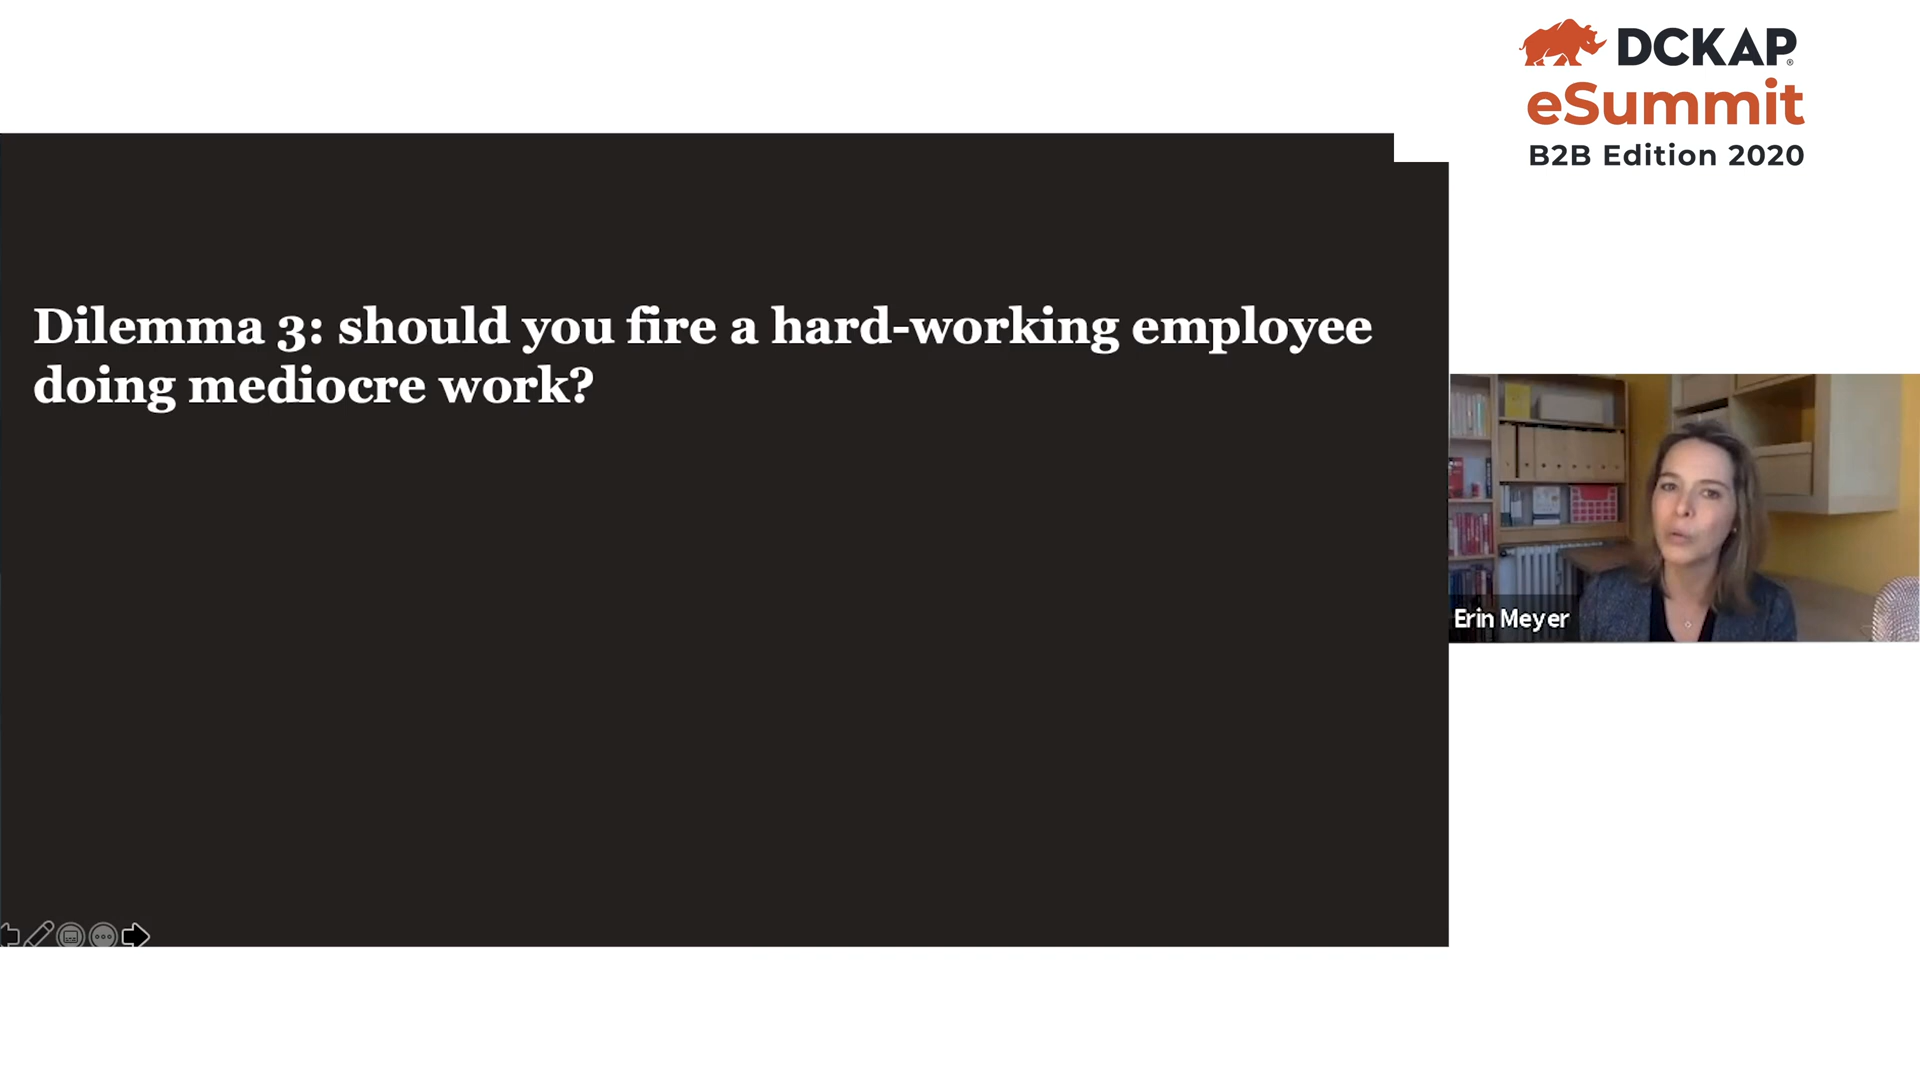 DCKAP®
eSummit
B2B Edition 2020
Dilemma 3: should you fire a hard-working employee
doing mediocre work?
Erin Meyer